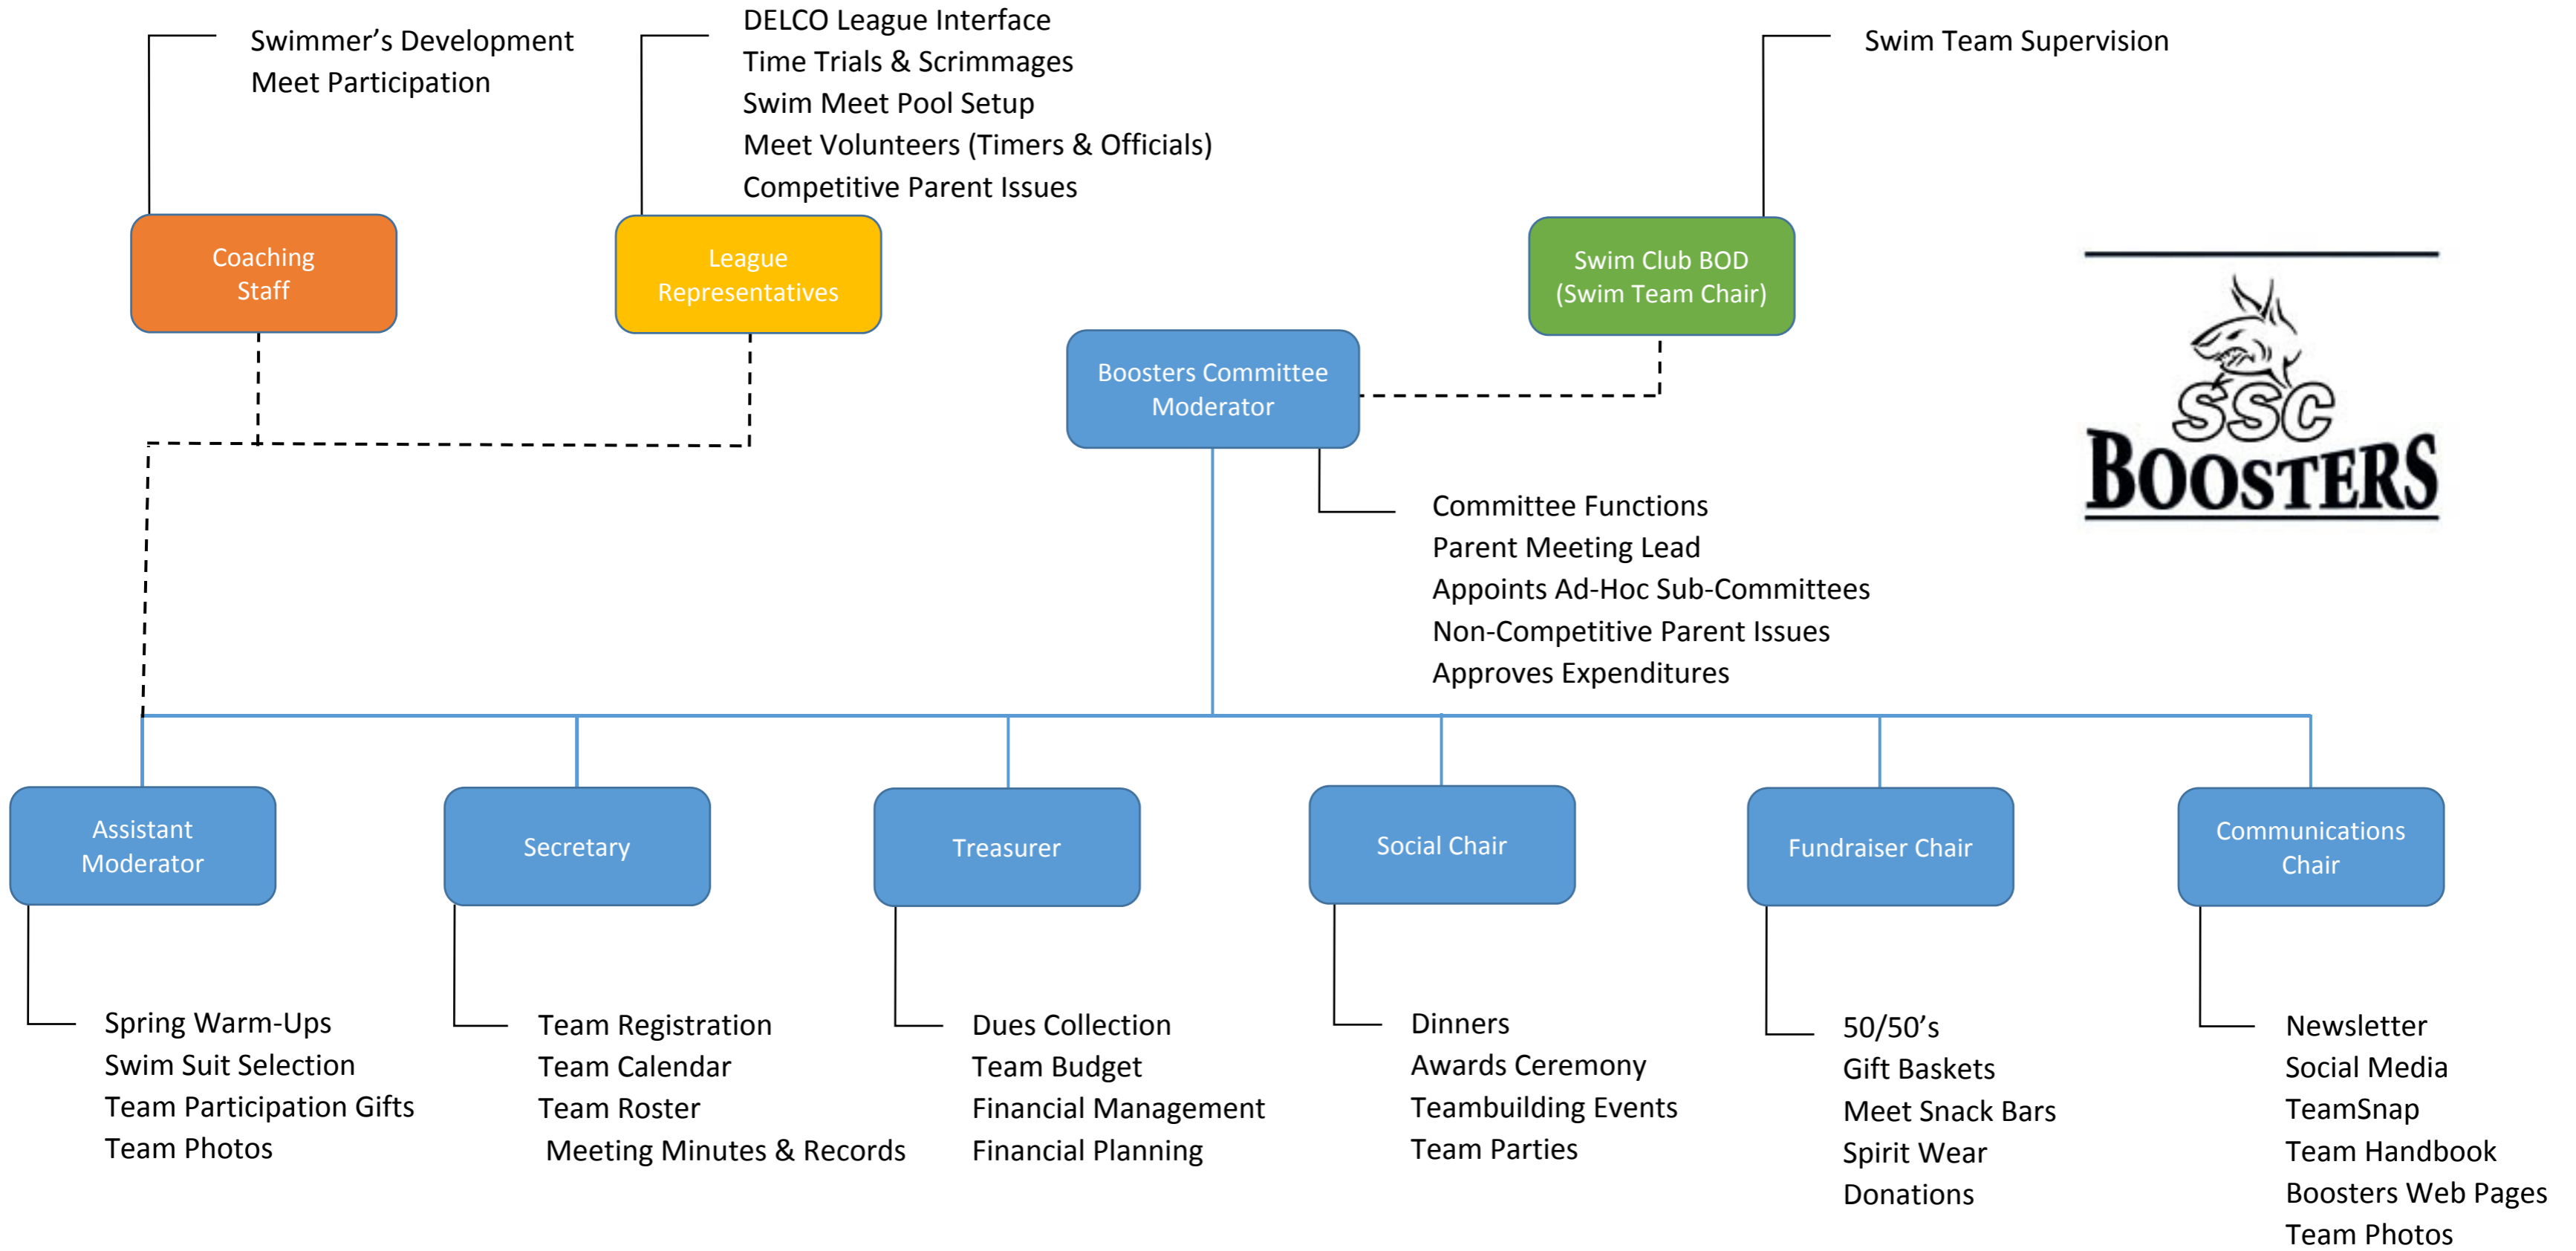 Swimmer’s Development
Meet Participation
DELCO League Interface
Time Trials & Scrimmages
Swim Meet Pool Setup
Meet Volunteers (Timers & Officials)
Competitive Parent Issues
Swim Team Supervision
Coaching
Staff
League
Representatives
Swim Club BOD
(Swim Team Chair)
Boosters Committee
Moderator
SSC
BOOSTERS
Committee Functions
Parent Meeting Lead
Appoints Ad-Hoc Sub-Committees
Non-Competitive Parent Issues
Approves Expenditures
Assistant
Moderator
Secretary
Treasurer
Social Chair
Fundraiser Chair
Communications
Chair
Spring Warm-Ups
Swim Suit Selection
Team Participation Gifts
Team Photos
Team Registration
Team Calendar
Team Roster
Meeting Minutes & Records
Dues Collection
Team Budget
Financial Management
Financial Planning
Dinners
Awards Ceremony
Teambuilding Events
Team Parties
50/50’s
Gift Baskets
Meet Snack Bars
Spirit Wear
Donations
Newsletter
Social Media
TeamSnap
Team Handbook
Boosters Web Pages
Team Photos